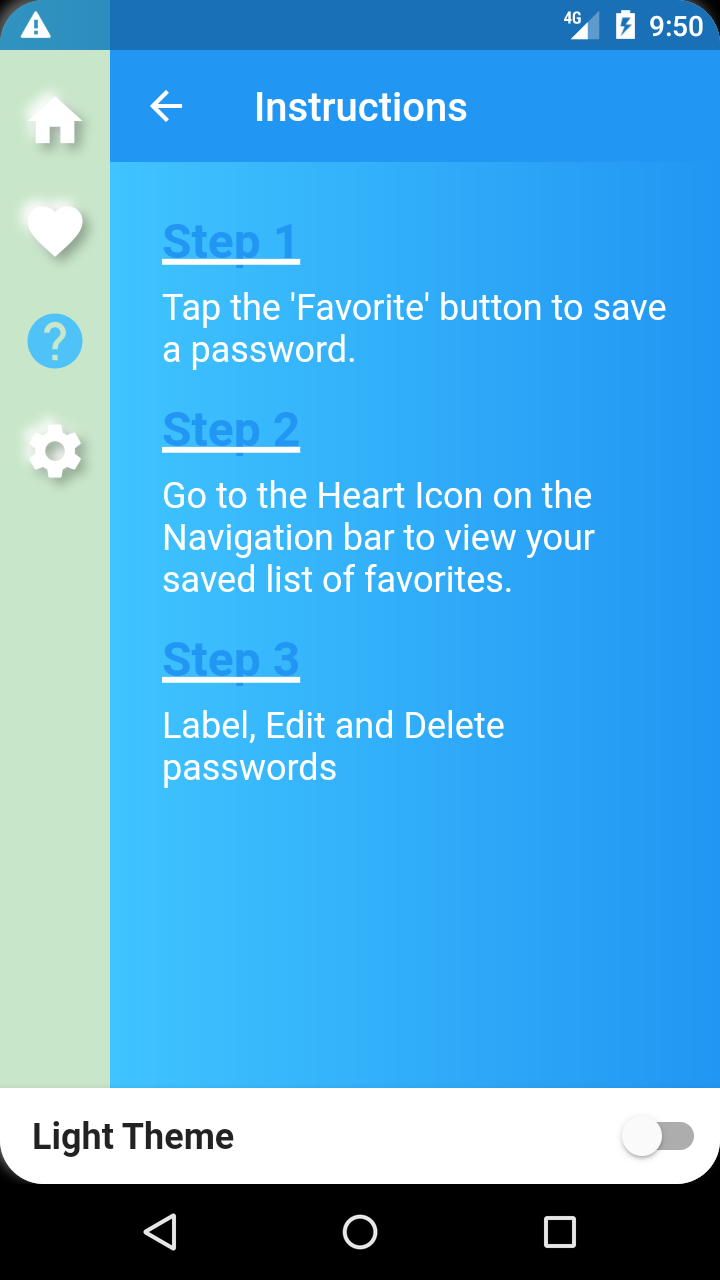 4G 9:50
Instructions
Step 1
Tap the 'Favorite' button to save
a password.
Step 2
Go to the Heart Icon on the
Navigation bar to view your
saved list of favorites.
Step 3
Label, Edit and Delete
passwords
Light Theme